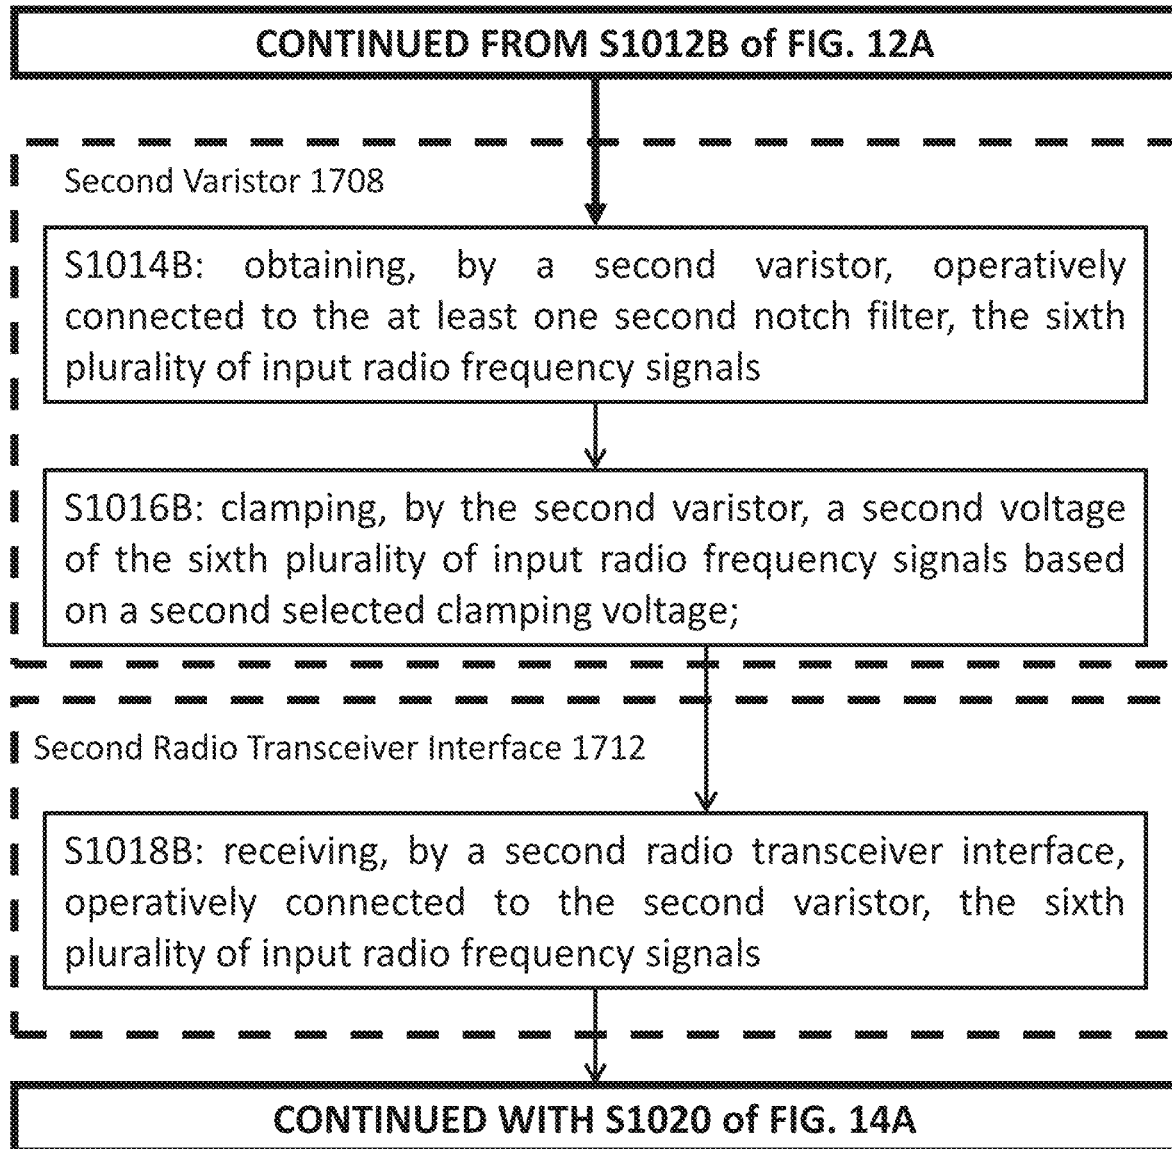 CONTINUED FROM S1012B of FIG. 12A
Second Varistor 1708
S1014B: obtaining, by a second varistor, operatively
connected to the at least one second notch filter, the sixth
plurality of input radio frequency signals
S1016B: clamping, by the second varistor, a second voltage
of the sixth plurality of input radio frequency signals based
on a second selected clamping voltage;
Second Radio Transceiver Interface 1712
S1018B: receiving, by a second radio transceiver interface,
operatively connected to the second varistor, the sixth
plurality of input radio frequency signals
CONTINUED WITH S1020 of FIG. 14A